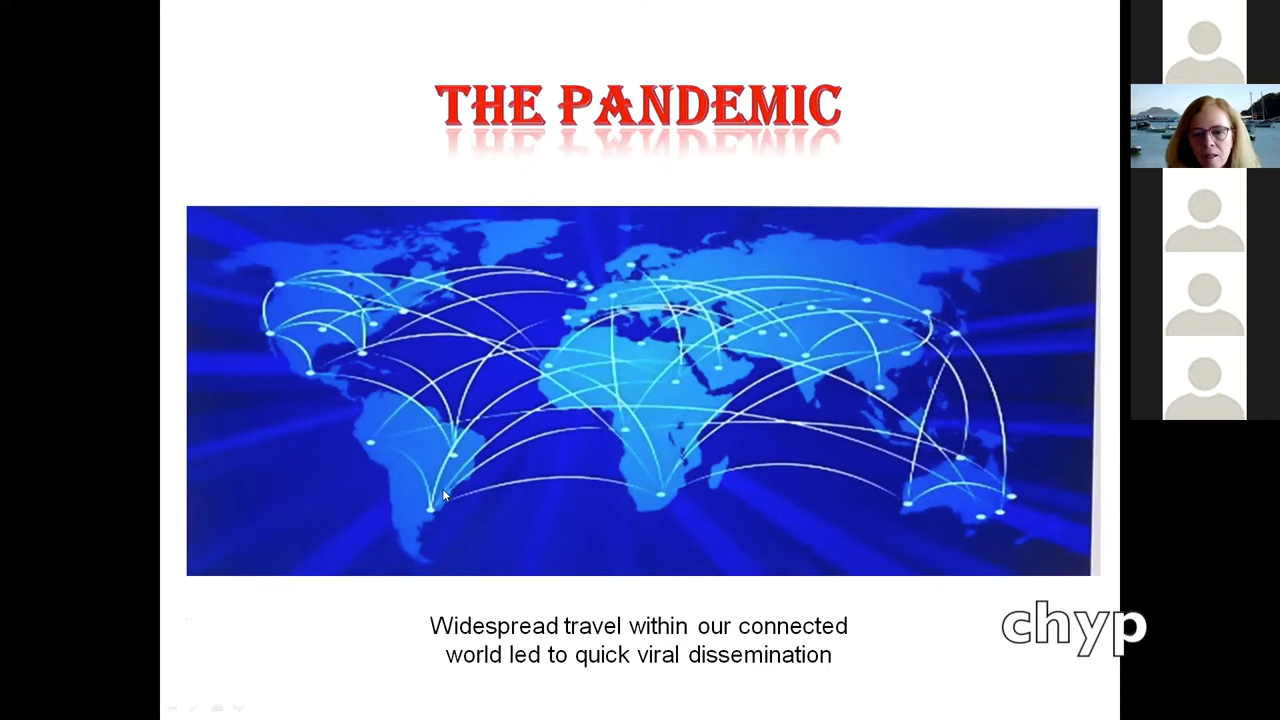 THE PANDEMIC
Widespread travel within our connected
world led to quick viral dissemination
chyp